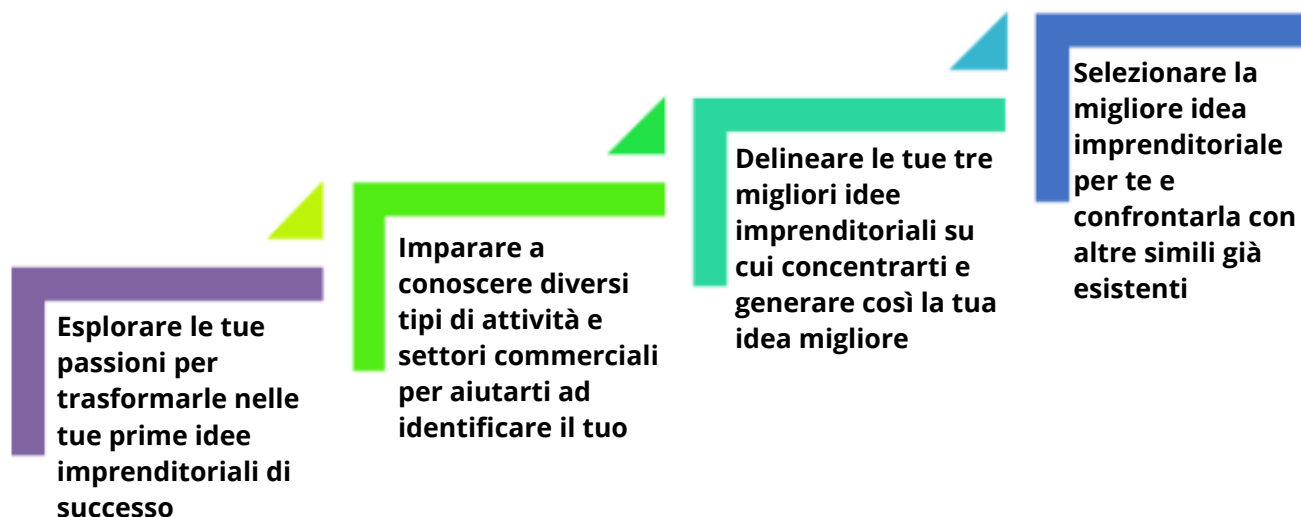 Esplorare le tue
passioni per
trasformarle nelle
tue prime idee
imprenditoriali di
successo
Imparare a
conoscere diversi
tipi di attività e
settori commerciali
per aiutarti ad
identificare il tuo
Delineare le tue tre
migliori idee
imprenditoriali su
cui concentrarti e
generare così la tua
idea migliore
Selezionare la
migliore idea
imprenditoriale
per te e
confrontarla con
altre simili già
esistenti